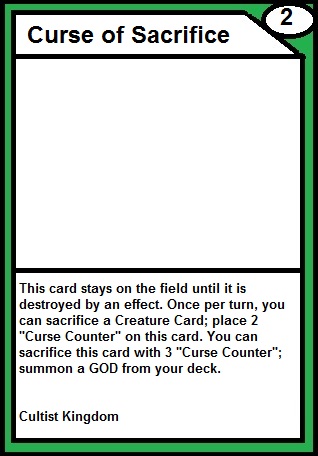 Curse of Sacrifice
2
This card stays on the field until it is
destroyed by an effect. Once per turn, you
can sacrifice a Creature Card; place 2
"Curse Counter" on this card. You can
sacrifice this card with 3 "Curse Counter";
summon a GOD from your deck.
Cultist Kingdom